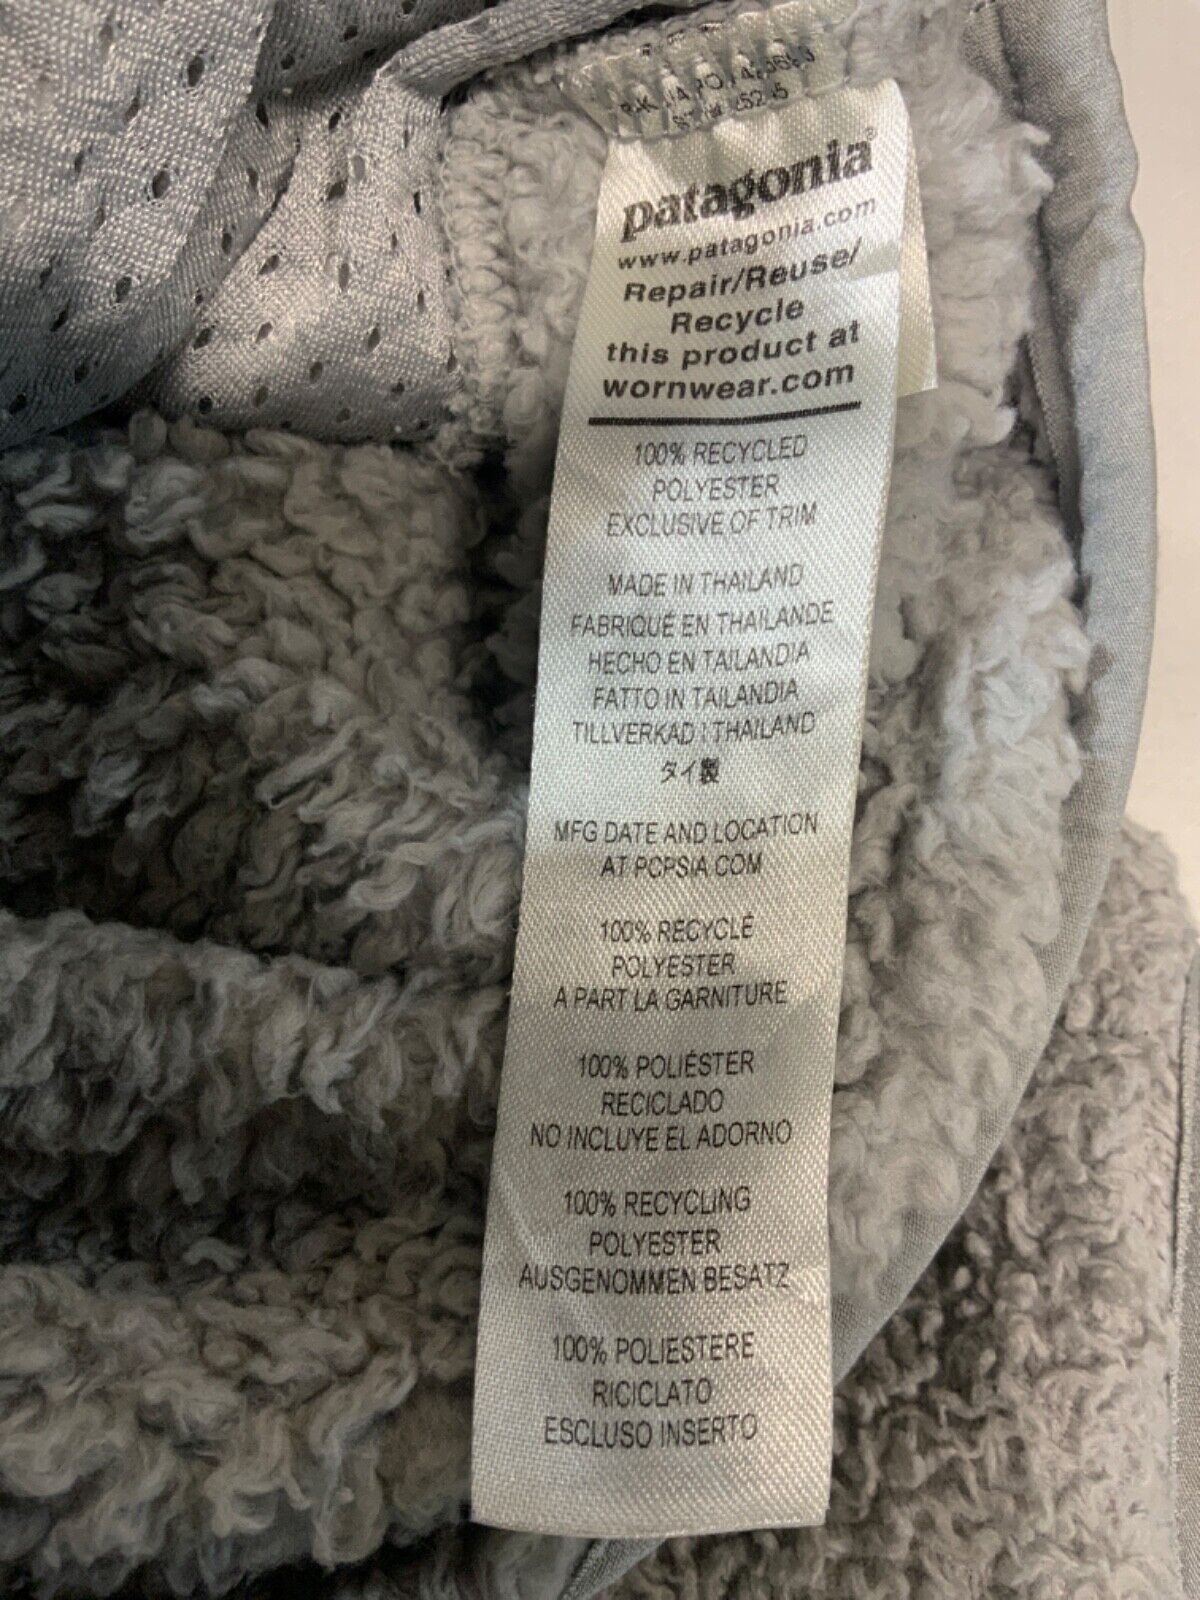 patagonia®
www.patagonia.com
Repair/Reuse/
Recycle
this product at
wornwear.com
100% RECYCLED
POLYESTER
EXCLUSIVE OF TRIM
MADE IN THAILAND
FABRIQUÉ EN THAILANDE
HECHO EN TAILANDIA
FATTO IN TAILANDIA
TILLVERKAD I THAILAND
タイ製
MFG DATE AND LOCATION
AT PCPSIA.COM
100% RECYCLÉ
POLYESTER
A PART LA GARNITURE
100% POLIÉSTER
RECICLADO
NO INCLUYE EL ADORNO
100% RECYCLING
POLYESTER
AUSGENOMMEN BESATZ
100% POLIESTERE
RICICLATO
ESCLUSO INSERTO